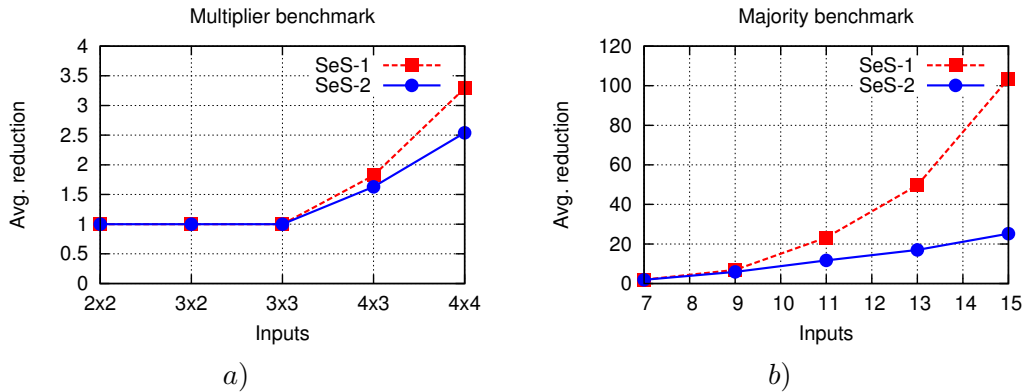 Multiplier benchmark
Avg. reduction
4
3.5
3
2.5
2
1.5
1
0.5
0
SeS-1
SeS-2
2x2 3x2 3x3 4x3 4x4
Inputs
a)
Majority benchmark
Avg. reduction
120
100
80
60
40
20
0
SeS-1
SeS-2
7 8 9 10 11 12 13 14 15
Inputs
b)